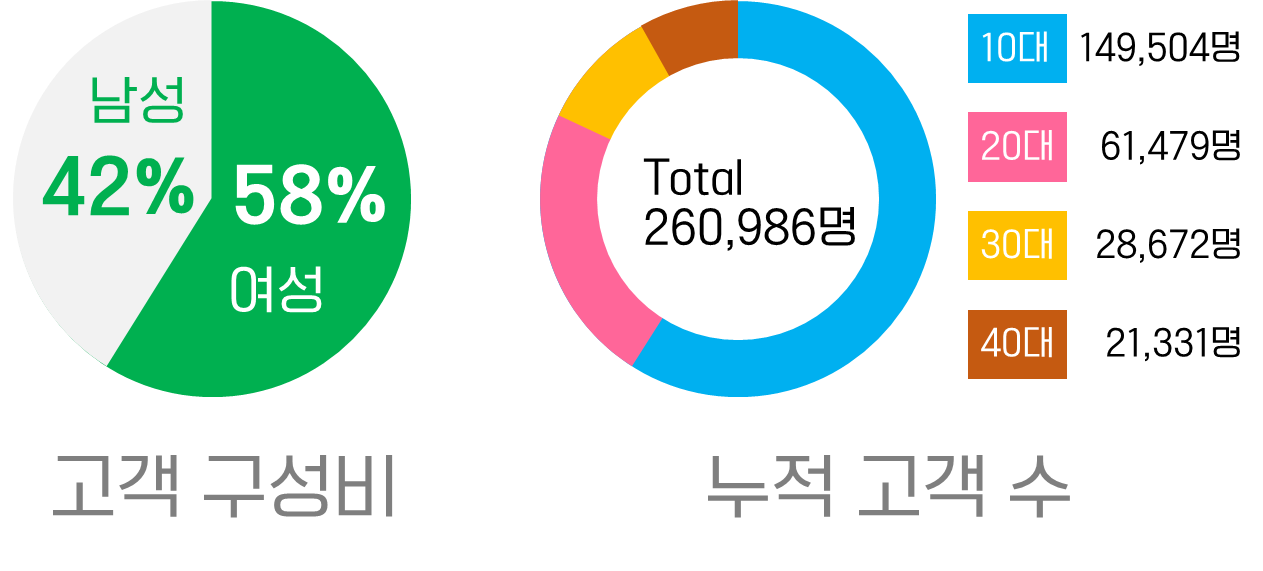 남성
42%
58%
여성
고객 구성비
Total
260,986명
10대 149,504명
20대 61,479명
30대 28,672명
40대 21,331명
누적 고객 수